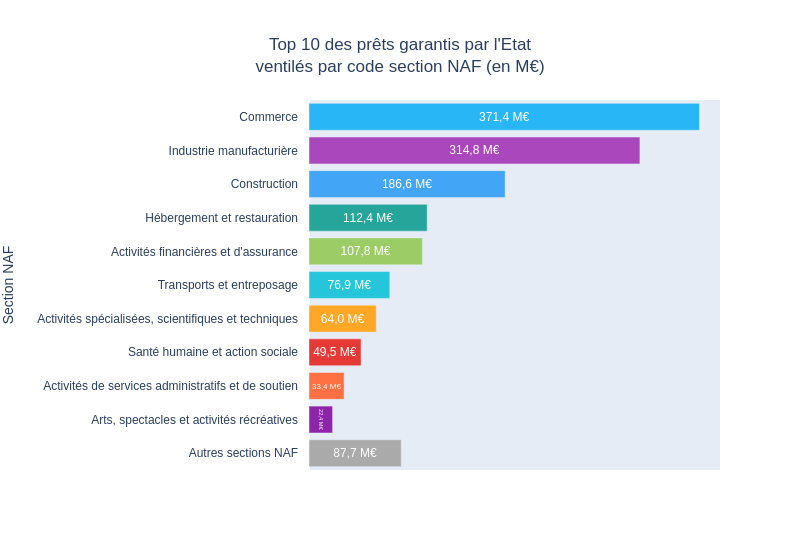 Top 10 des prêts garantis par l'Etat
ventilés par code section NAF (en M€)
Section NAF
Commerce 371,4 M€
Industrie manufacturière 314,8 M€
Construction 186,6 M€
Hébergement et restauration 112,4 M€
Activités financières et d'assurance 107,8 M€
Transports et entreposage 76,9 M€
Activités spécialisées, scientifiques et techniques 64,0 M€
Santé humaine et action sociale 49,5 M€
Activités de services administratifs et de soutien 33,4 M€
Arts, spectacles et activités récréatives 22,4 M€
Autres sections NAF 87,7 M€